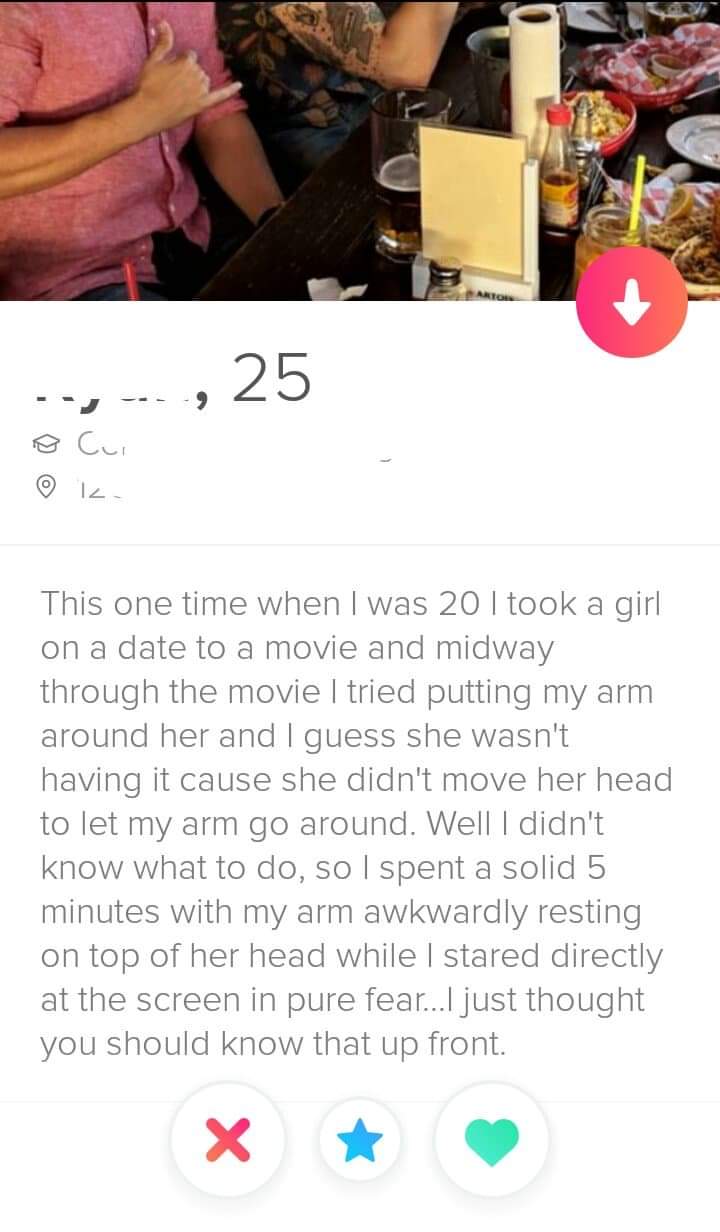 ARTOIS
, 25
This one time when I was 20 I took a girl
on a date to a movie and midway
through the movie I tried putting my arm
around her and I guess she wasn't
having it cause she didn't move her head
to let my arm go around. Well I didn't
know what to do, so I spent a solid 5
minutes with my arm awkwardly resting
on top of her head while I stared directly
at the screen in pure fear...I just thought
you should know that up front.